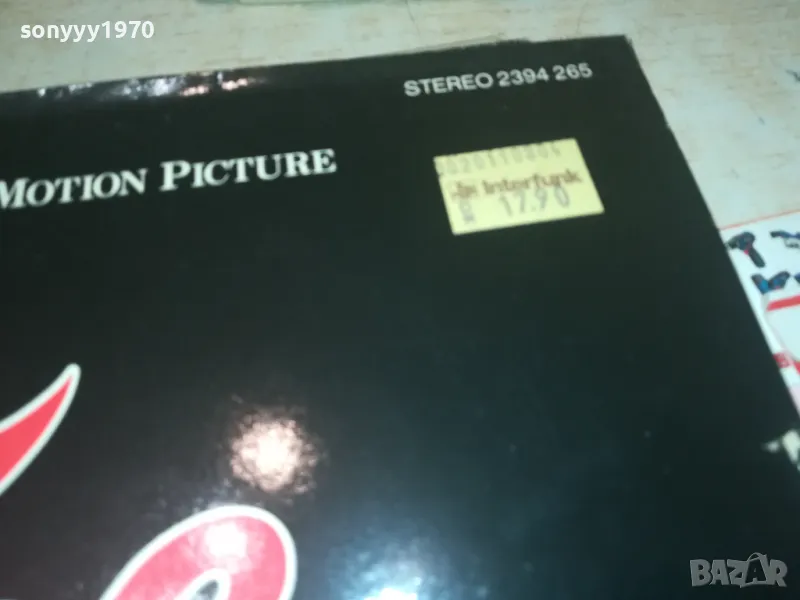 sonyyy1970
STEREO 2394 265
MOTION PICTURE
Interfunk
17.90
BAZAR